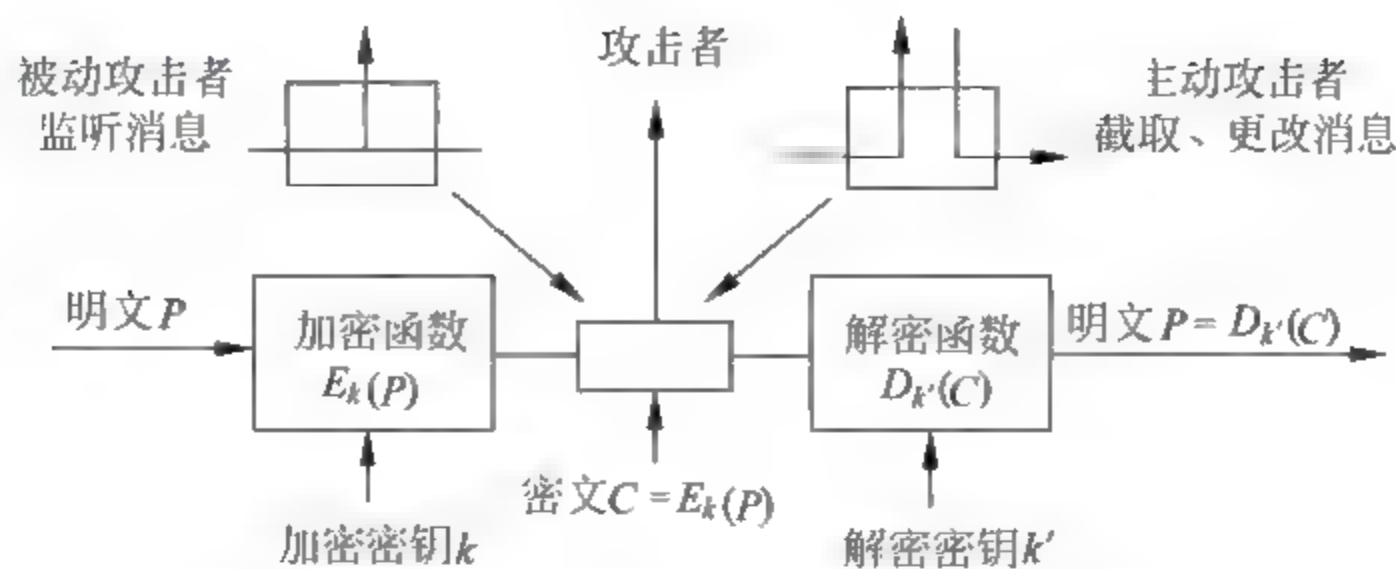 被动攻击者
监听消息
攻击者
主动攻击者
截取、更改消息
明文P
加密函数
E_k(P)
解密函数
D_k'(C)
明文P = D_k'(C)
密文C = E_k(P)
加密密钥k
解密密钥k'